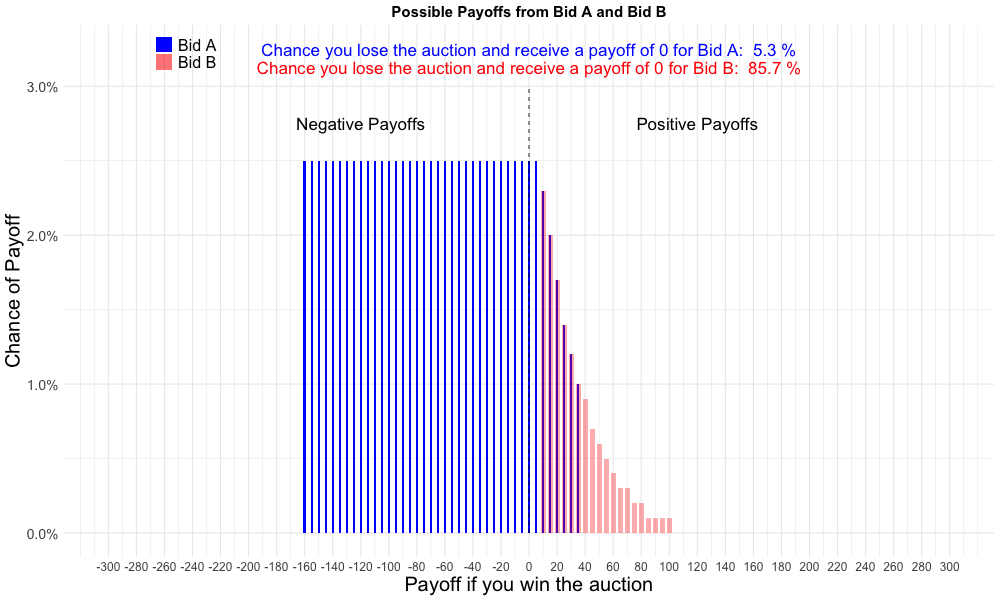 Possible Payoffs from Bid A and Bid B
Bid A
Bid B
Chance you lose the auction and receive a payoff of 0 for Bid A:  5.3 %
Chance you lose the auction and receive a payoff of 0 for Bid B:  85.7 %
Negative Payoffs
Positive Payoffs
Chance of Payoff
3.0%
2.0%
1.0%
0.0%
-300 -280 -260 -240 -220 -200 -180 -160 -140 -120 -100 -80 -60 -40 -20 0 20 40 60 80 100 120 140 160 180 200 220 240 260 280 300
Payoff if you win the auction